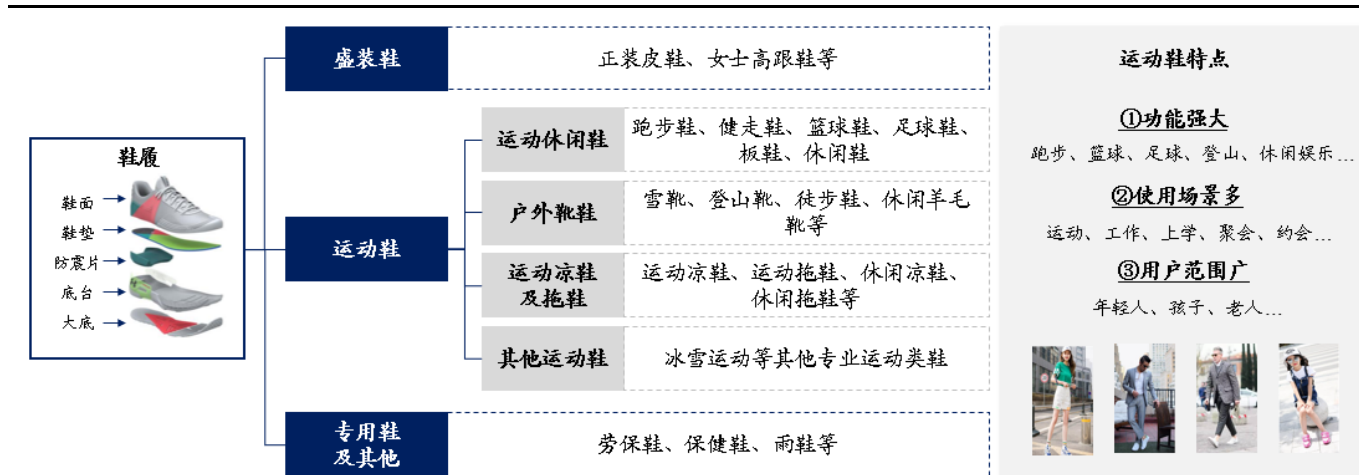 鞋履
鞋面
鞋垫
防震片
底台
大底
盛装鞋
正装皮鞋、女士高跟鞋等
运动鞋
运动休闲鞋
跑步鞋、健走鞋、篮球鞋、足球鞋、
板鞋、休闲鞋
户外靴鞋
雪靴、登山靴、徒步鞋、休闲羊毛
靴等
运动凉鞋
及拖鞋
运动凉鞋、运动拖鞋、休闲凉鞋、
休闲拖鞋等
其他运动鞋
冰雪运动等其他专业运动类鞋
专用鞋
及其他
劳保鞋、保健鞋、雨鞋等
运动鞋特点
①功能强大
跑步、篮球、足球、登山、休闲娱乐…
②使用场景多
运动、工作、上学、聚会、约会…
③用户范围广
年轻人、孩子、老人…